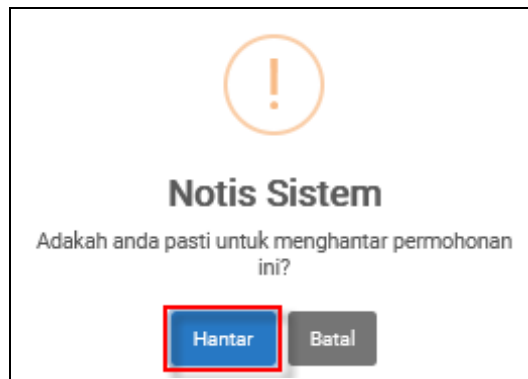 !
Notis Sistem
Adakah anda pasti untuk menghantar permohonan
ini?
Hantar
Batal